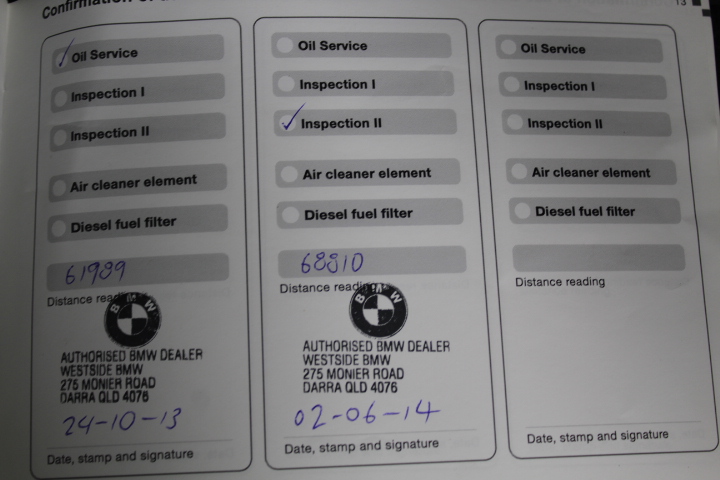 Confirmation of
13
Oil Service
Inspection I
Inspection II
Air cleaner element
Diesel fuel filter
61989
Distance rea
BMW
AUTHORISED BMW DEALER
WESTSIDE BMW
275 MONIER ROAD
DARRA QLD 4076
24-10-13
Date, stamp and signature
Oil Service
Inspection I
Inspection II
Air cleaner element
Diesel fuel filter
68810
Distance reading
BMW
AUTHORISED BMW DEALER
WESTSIDE BMW
275 MONIER ROAD
DARRA QLD 4076
02-06-14
Date, stamp and signature
Oil Service
Inspection I
Inspection II
Air cleaner element
Diesel fuel filter
Distance reading
Date, stamp and signature